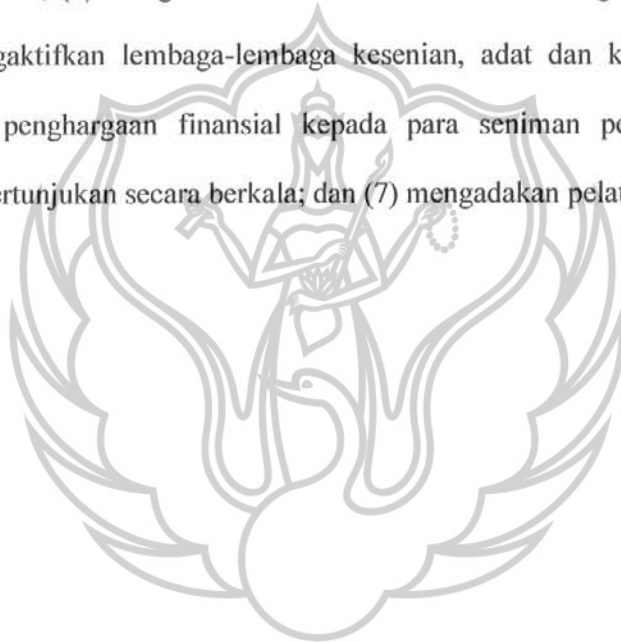 gaktifkan lembaga-lembaga kesenian, adat dan k
penghargaan finansial kepada para seniman pe
ertunjukan secara berkala; dan (7) mengadakan pelat